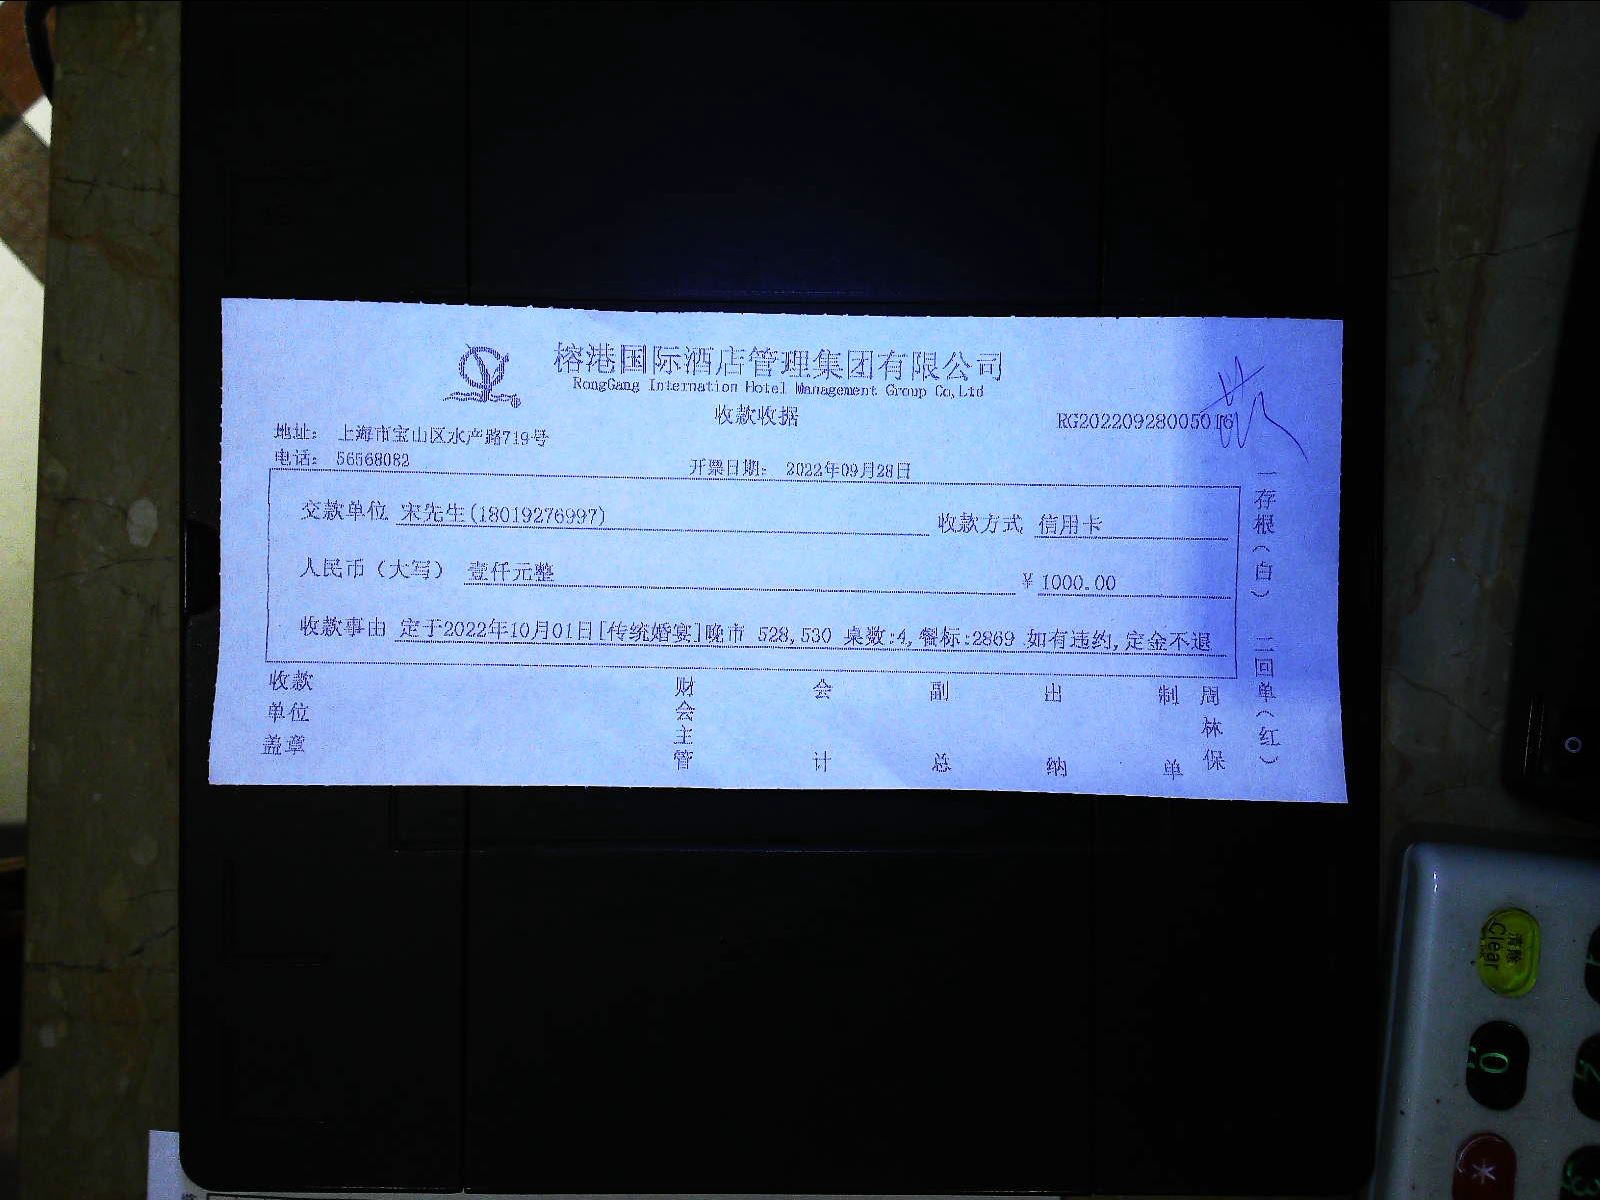 榕港国际酒店管理集团有限公司
RongGang Internation Hotel Management Group Co,Ltd
收款收据
RG20220928005016
地址： 上海市宝山区水产路719号
电话： 56568082
开票日期： 2022年09月28日
交款单位 宋先生(18019276997) 收款方式 信用卡
人民币（大写） 壹仟元整 ¥ 1000.00
收款事由 定于2022年10月01日[传统婚宴]晚市 528,530 桌数:4,餐标:2869 如有违约,定金不退
收款单位盖章 财会主管 会计 副总 出纳 制单 周林保
一存根(白) 二回单(红)
清除
Clear
0
*